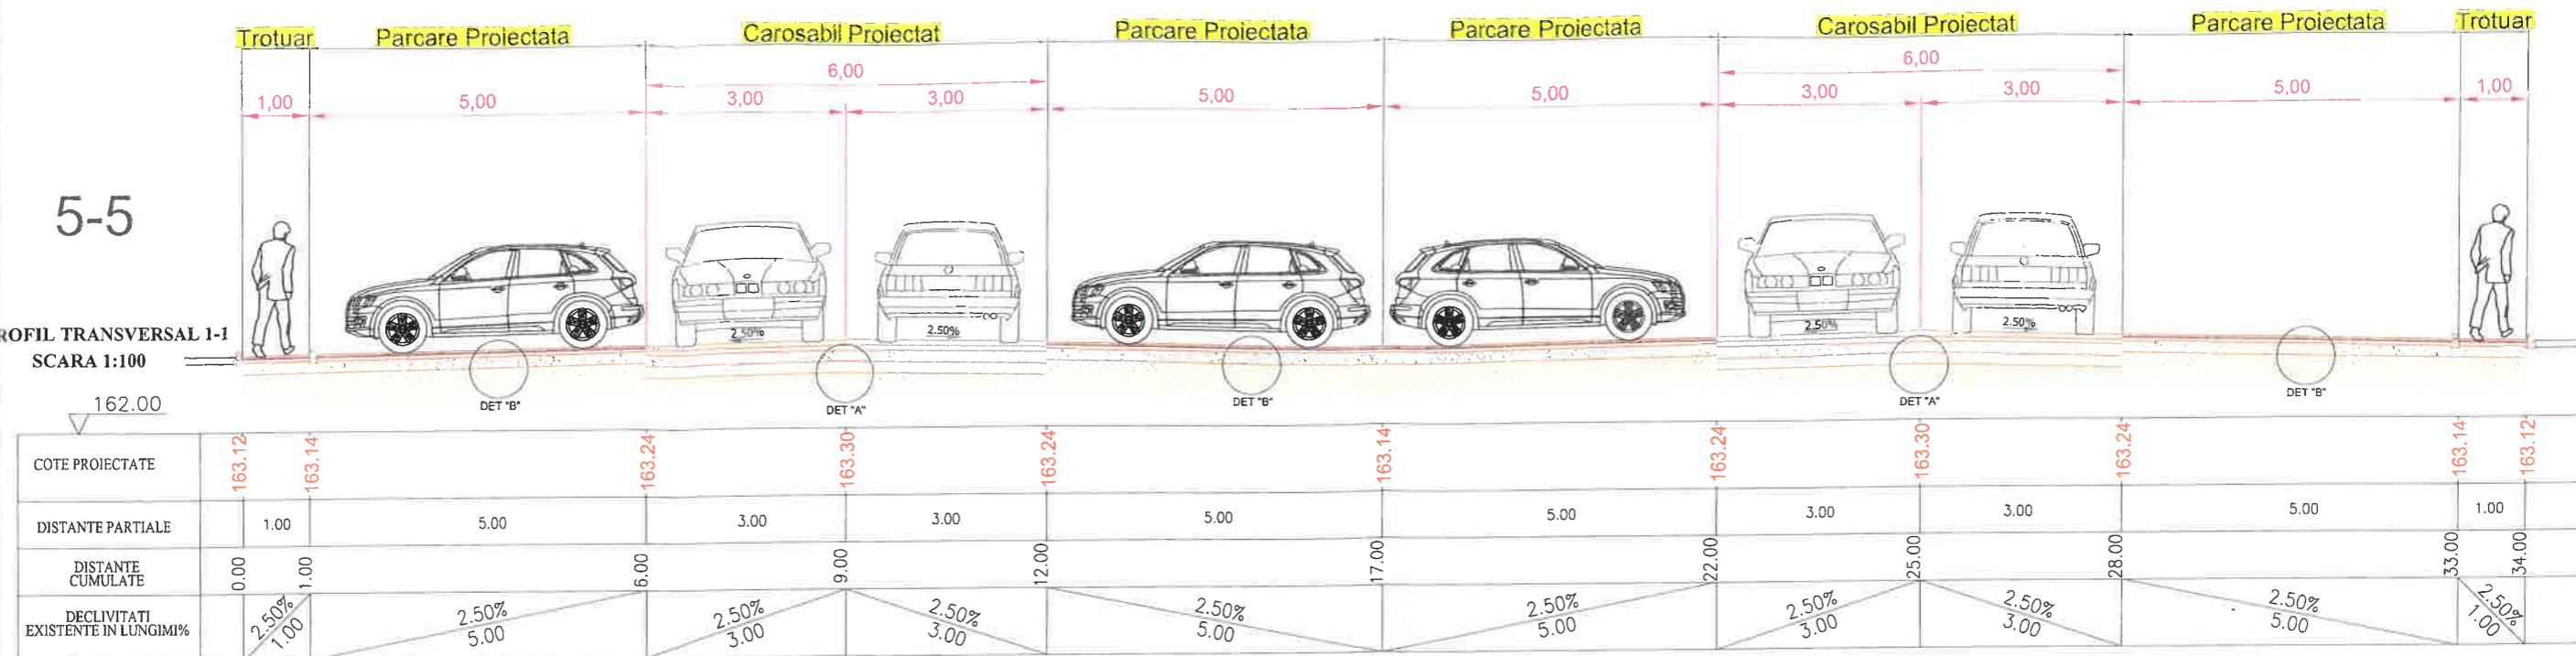 Trotuar Parcare Proiectata Carosabil Proiectat Parcare Proiectata Parcare Proiectata Carosabil Proiectat Parcare Proiectata Trotuar
6,00 6,00
1,00 5,00 3,00 3,00 5,00 5,00 3,00 3,00 5,00 1,00
5-5
2.50% 2.50% 2.50% 2.50%
ROFIL TRANSVERSAL 1-1
SCARA 1:100
DET "B" DET "A" DET "B" DET "A" DET "B"
162.00
COTE PROIECTATE 163.12 163.14 163.24 163.30 163.24 163.14 163.24 163.30 163.24 163.14 163.12
DISTANTE PARTIALE 1.00 5.00 3.00 3.00 5.00 5.00 3.00 3.00 5.00 1.00
DISTANTE
CUMULATE 0.00 1.00 6.00 9.00 12.00 17.00 22.00 25.00 28.00 33.00 34.00
DECLIVITATI
EXISTENTE IN LUNGIMI%
2.50% 2.50% 2.50% 2.50% 2.50% 2.50% 2.50% 2.50% 2.50% 2.50%
1.00 5.00 3.00 3.00 5.00 5.00 3.00 3.00 5.00 1.00